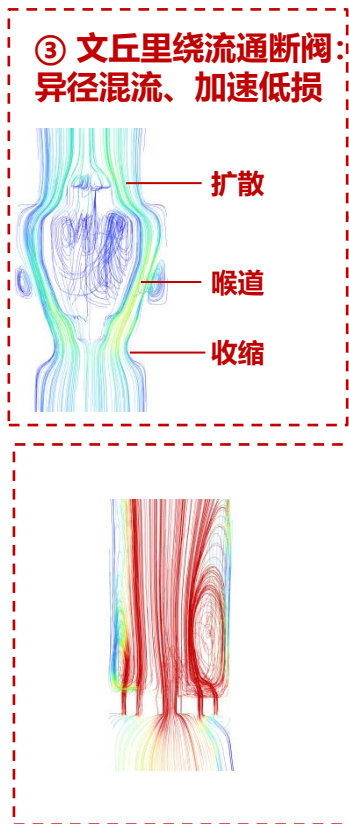 ③ 文丘里绕流通断阀：
异径混流、加速低损
扩散
喉道
收缩